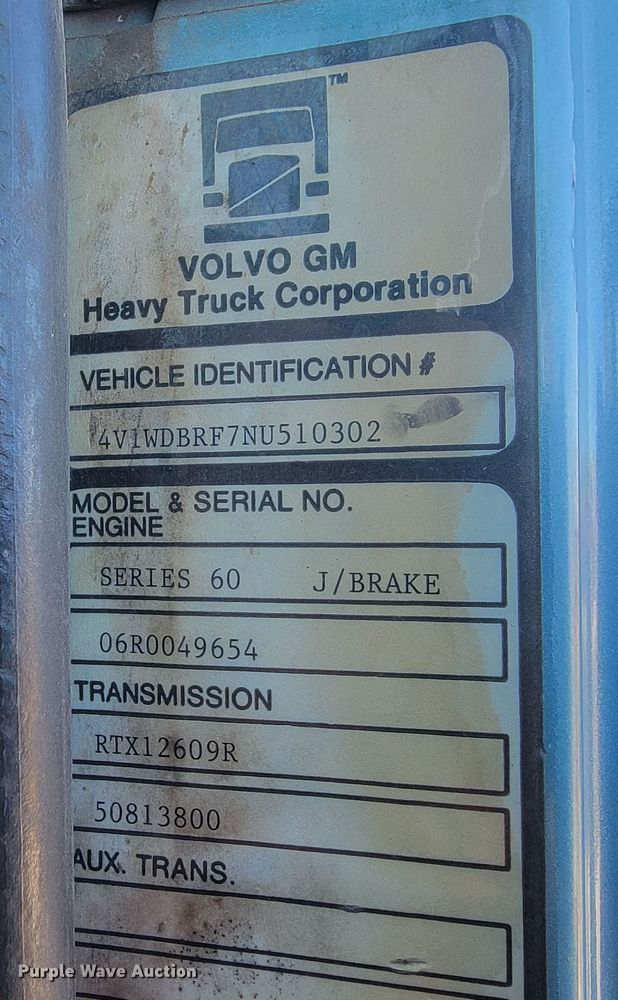 TM
VOLVO GM
Heavy Truck Corporation
VEHICLE IDENTIFICATION #
4V1WDBRF7NU510302
MODEL & SERIAL NO.
ENGINE
SERIES 60 J/BRAKE
06R0049654
TRANSMISSION
RTX12609R
50813800
AUX. TRANS.
Purple Wave Auction